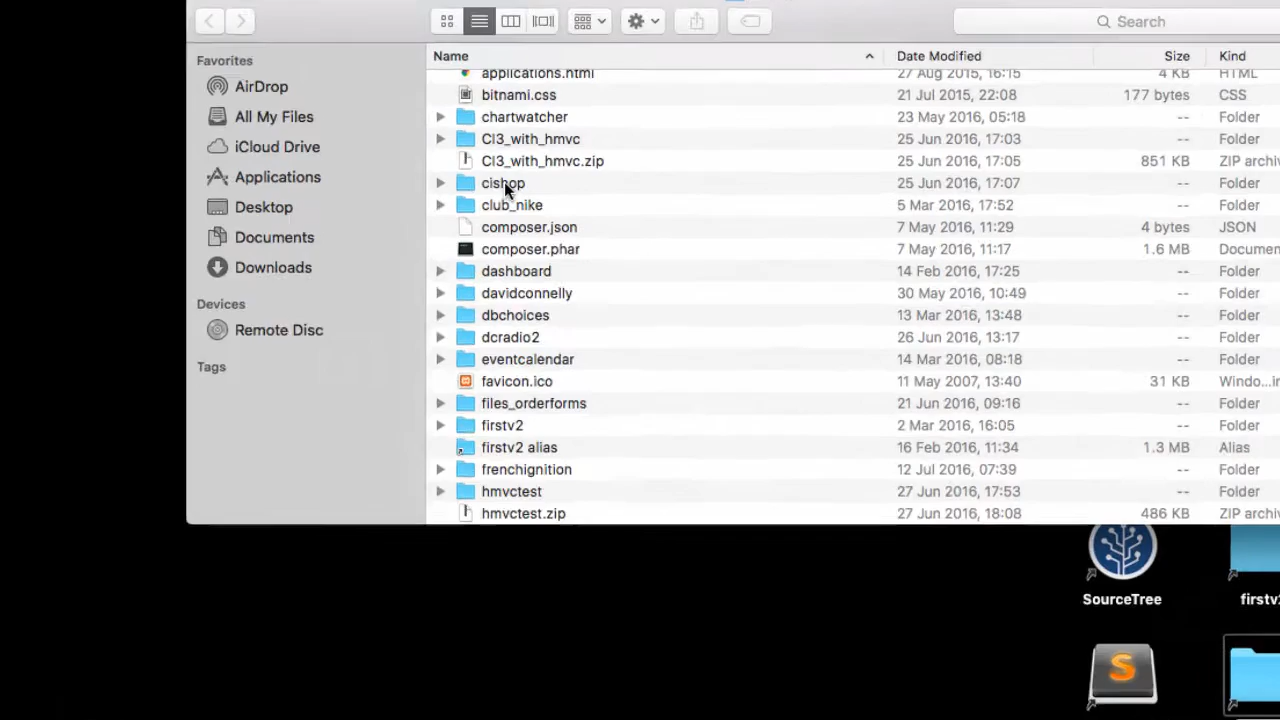 Search
Favorites
AirDrop
All My Files
iCloud Drive
Applications
Desktop
Documents
Downloads
Devices
Remote Disc
Tags
Name Date Modified Size Kind
applications.html 27 Aug 2015, 16:15 4 KB HTML
bitnami.css 21 Jul 2015, 22:08 177 bytes CSS
chartwatcher 23 May 2016, 05:18 -- Folder
CI3_with_hmvc 25 Jun 2016, 17:03 -- Folder
CI3_with_hmvc.zip 25 Jun 2016, 17:05 851 KB ZIP archi
cishop 25 Jun 2016, 17:07 -- Folder
club_nike 5 Mar 2016, 17:52 -- Folder
composer.json 7 May 2016, 11:29 4 bytes JSON
composer.phar 7 May 2016, 11:17 1.6 MB Docume
dashboard 14 Feb 2016, 17:25 -- Folder
davidconnelly 30 May 2016, 10:49 -- Folder
dbchoices 13 Mar 2016, 13:48 -- Folder
dcradio2 26 Jun 2016, 13:17 -- Folder
eventcalendar 14 Mar 2016, 08:18 -- Folder
favicon.ico 11 May 2007, 13:40 31 KB Windo...in
files_orderforms 21 Jun 2016, 09:16 -- Folder
firstv2 2 Mar 2016, 16:05 -- Folder
firstv2 alias 16 Feb 2016, 11:34 1.3 MB Alias
frenchignition 12 Jul 2016, 07:39 -- Folder
hmvctest 27 Jun 2016, 17:53 -- Folder
hmvctest.zip 27 Jun 2016, 18:08 486 KB ZIP archi
SourceTree
firstv2